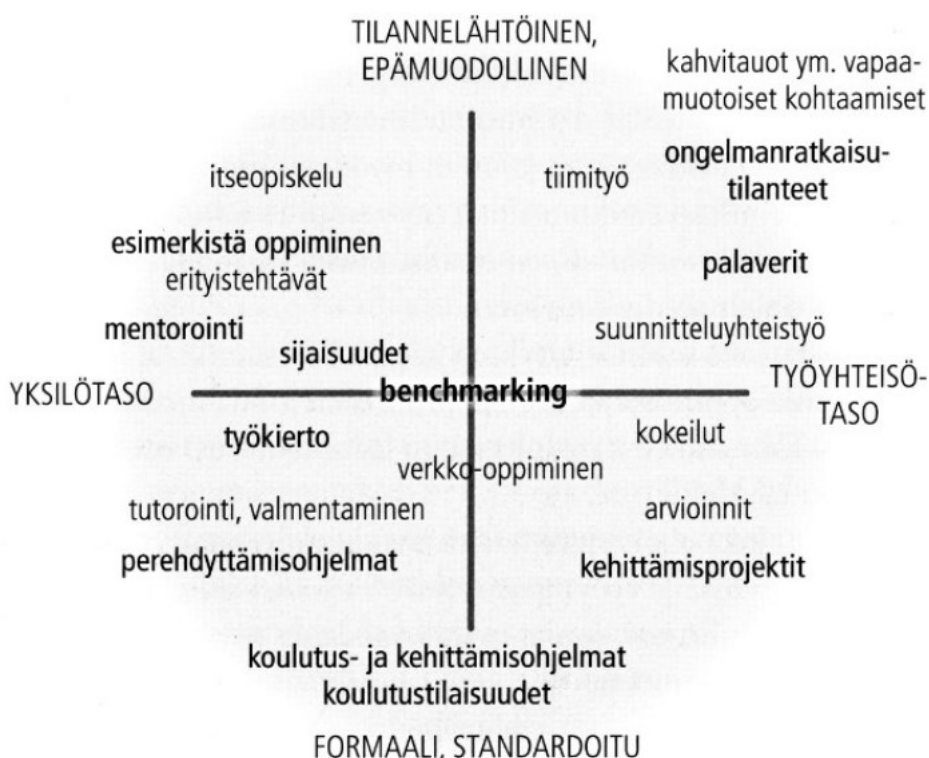 TILANNELÄHTÖINEN,
EPÄMUODOLLINEN
kahvitauot ym. vapaa-
muotoiset kohtaamiset
ongelmanratkaisu-
tilanteet
itseopiskelu
tiimityö
esimerkistä oppiminen
erityistehtävät
palaverit
mentorointi
suunnitteluyhteistyö
sijaisuudet
YKSILÖTASO
benchmarking
TYÖYHTEISÖ-
TASO
työkierto
kokeilut
verkko-oppiminen
tutorointi, valmentaminen
arvioinnit
perehdyttämisohjelmat
kehittämisprojektit
koulutus- ja kehittämisohjelmat
koulutustilaisuudet
FORMAALI, STANDARDOITU